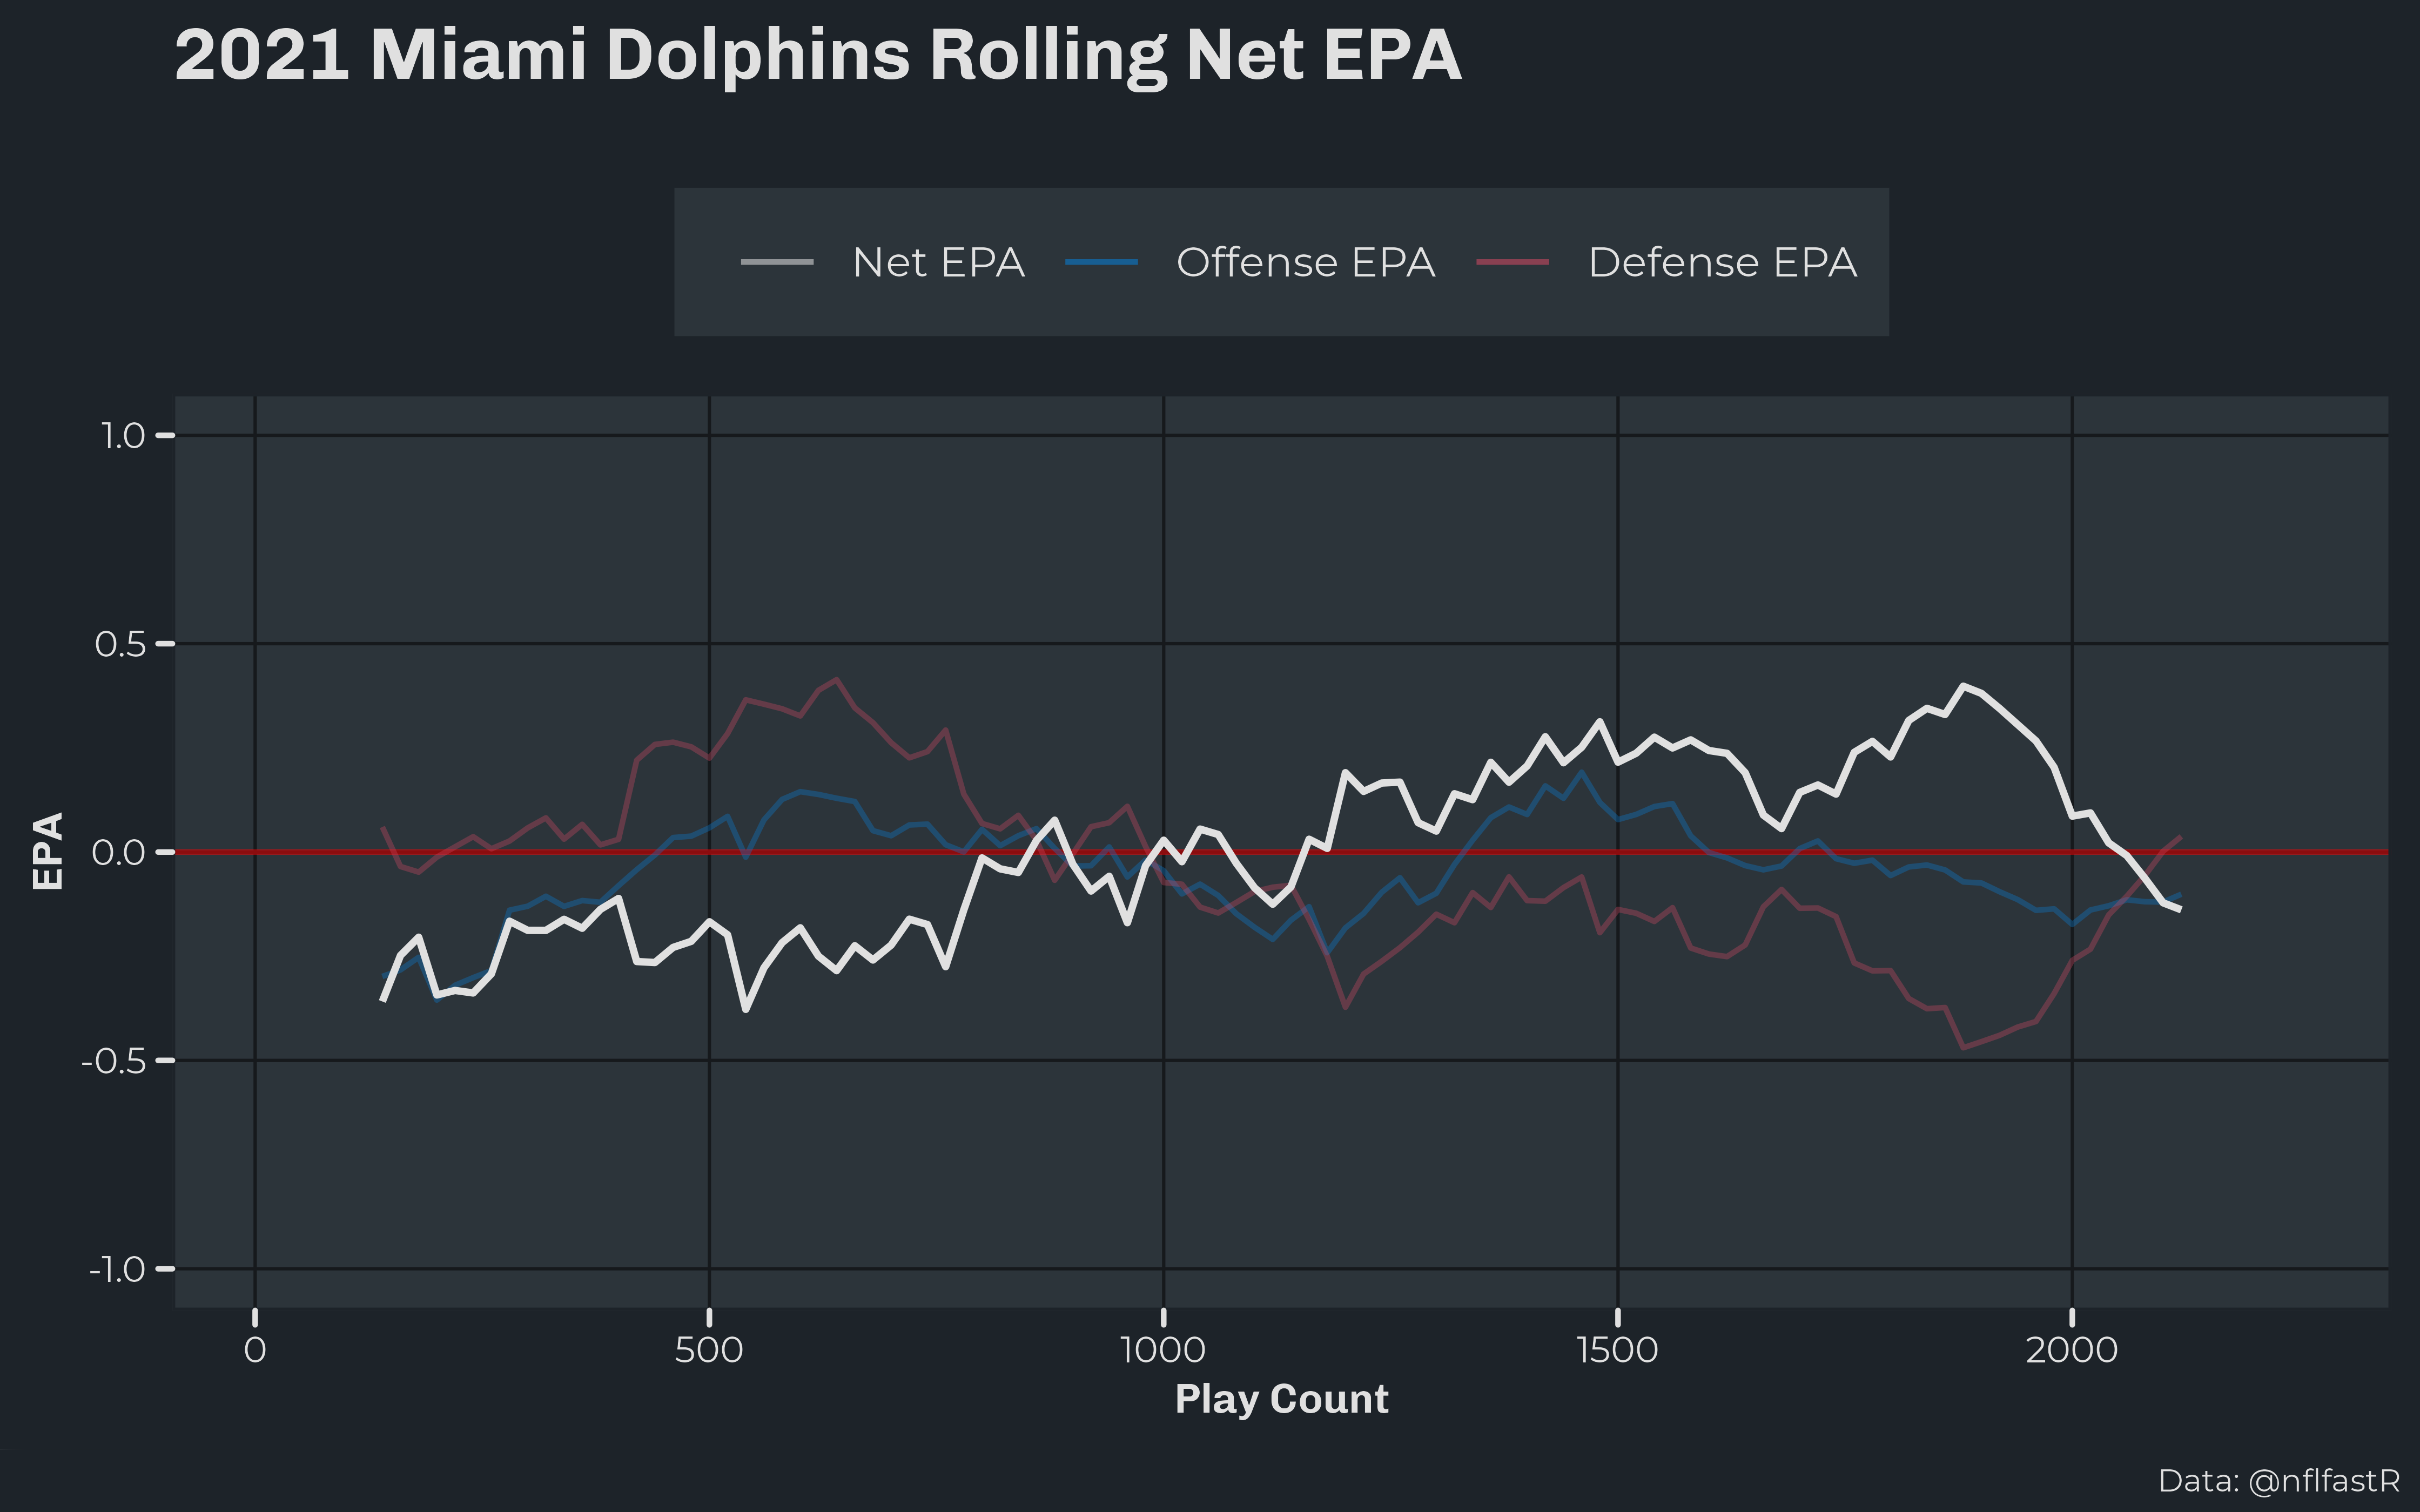 2021 Miami Dolphins Rolling Net EPA
Net EPA Offense EPA Defense EPA
1.0
0.5
0.0
-0.5
-1.0
EPA
0 500 1000 1500 2000
Play Count
Data: @nflfastR